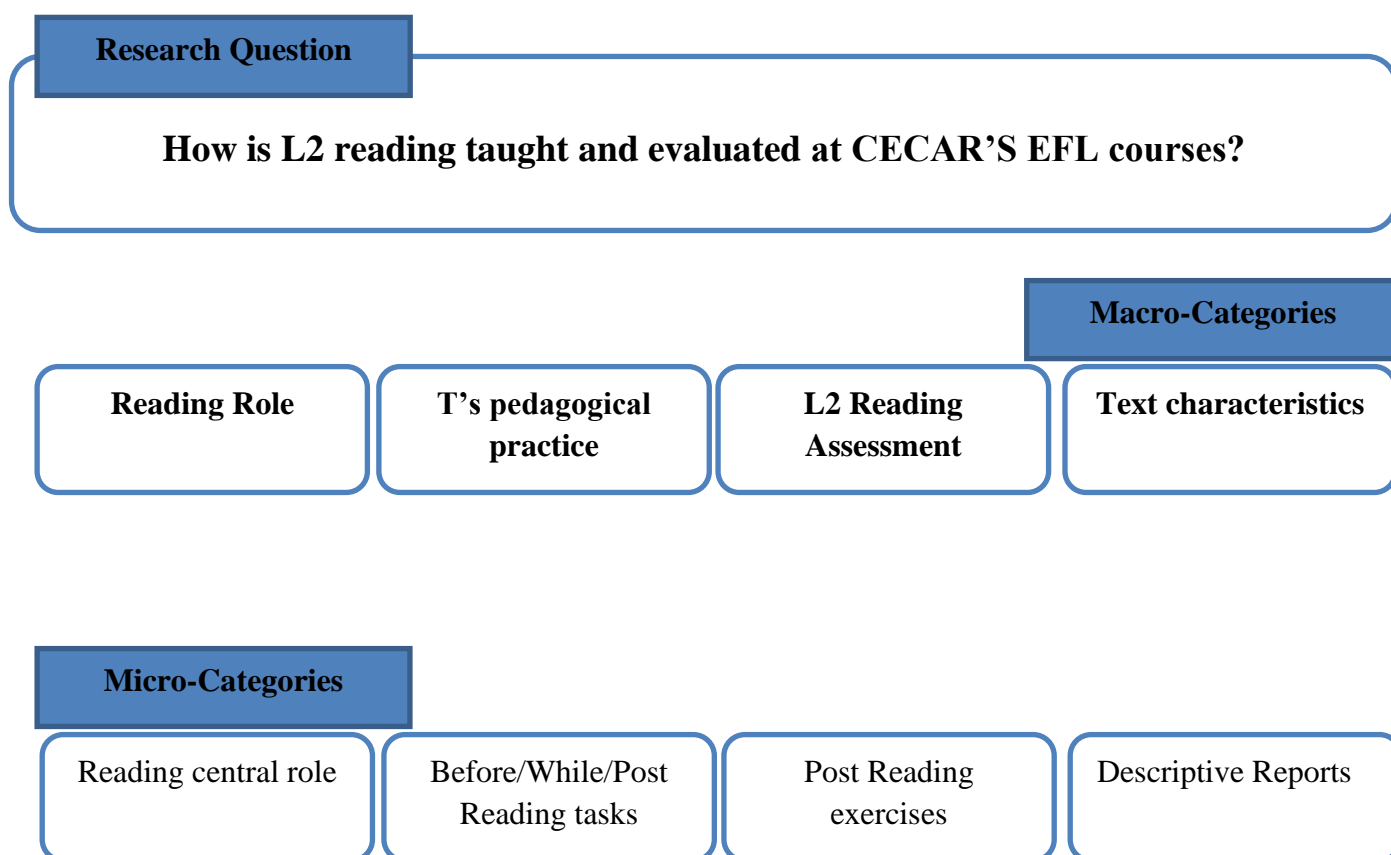 Research Question
How is L2 reading taught and evaluated at CECAR'S EFL courses?
Macro-Categories
Reading Role
T's pedagogical
practice
L2 Reading
Assessment
Text characteristics
Micro-Categories
Reading central role
Before/While/Post
Reading tasks
Post Reading
exercises
Descriptive Reports